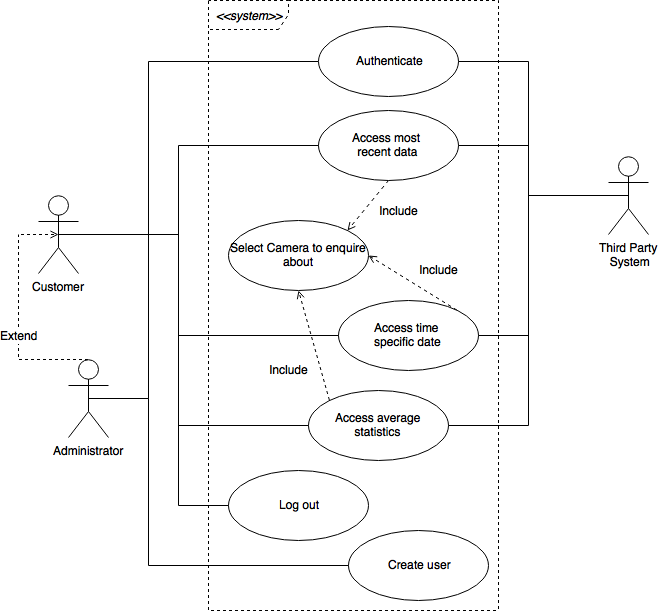 <<system>>
Authenticate
Access most
recent data
Include
Select Camera to enquire
about
Include
Third Party
System
Customer
Extend
Access time
specific date
Include
Access average
statistics
Administrator
Log out
Create user